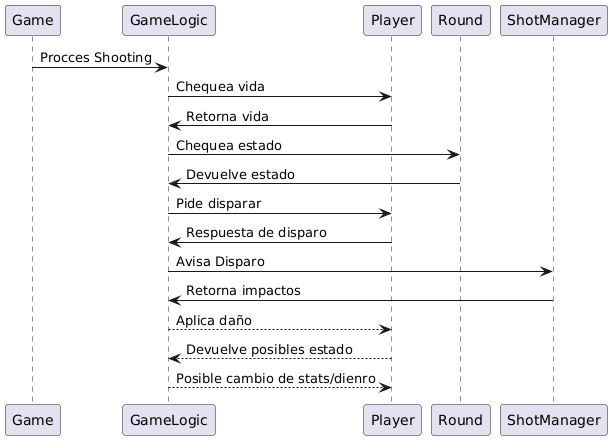 Game GameLogic Player Round ShotManager
Procces Shooting
Chequea vida
Retorna vida
Chequea estado
Devuelve estado
Pide disparar
Respuesta de disparo
Avisa Disparo
Retorna impactos
Aplica daño
Devuelve posibles estado
Posible cambio de stats/dienro
Game GameLogic Player Round ShotManager